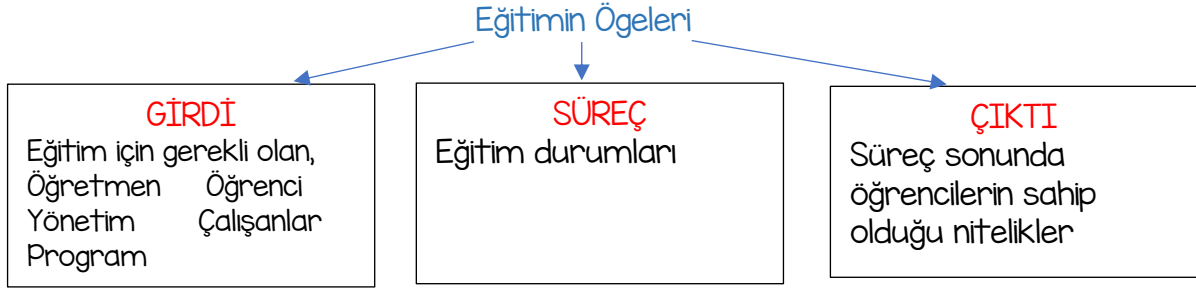 Eğitimin Ögeleri
GİRDİ
Eğitim için gerekli olan,
Öğretmen Öğrenci
Yönetim Çalışanlar
Program
SÜREÇ
Eğitim durumları
ÇIKTI
Süreç sonunda
öğrencilerin sahip
olduğu nitelikler